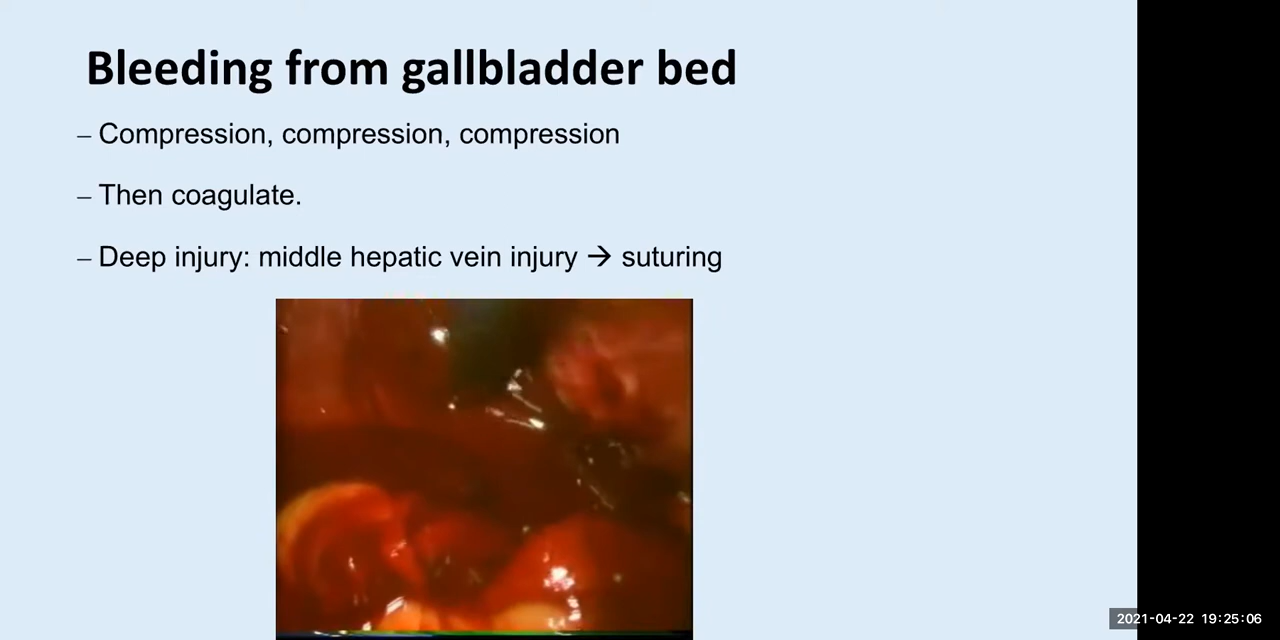 Bleeding from gallbladder bed
– Compression, compression, compression
– Then coagulate.
– Deep injury: middle hepatic vein injury → suturing
2021-04-22 19:25:06